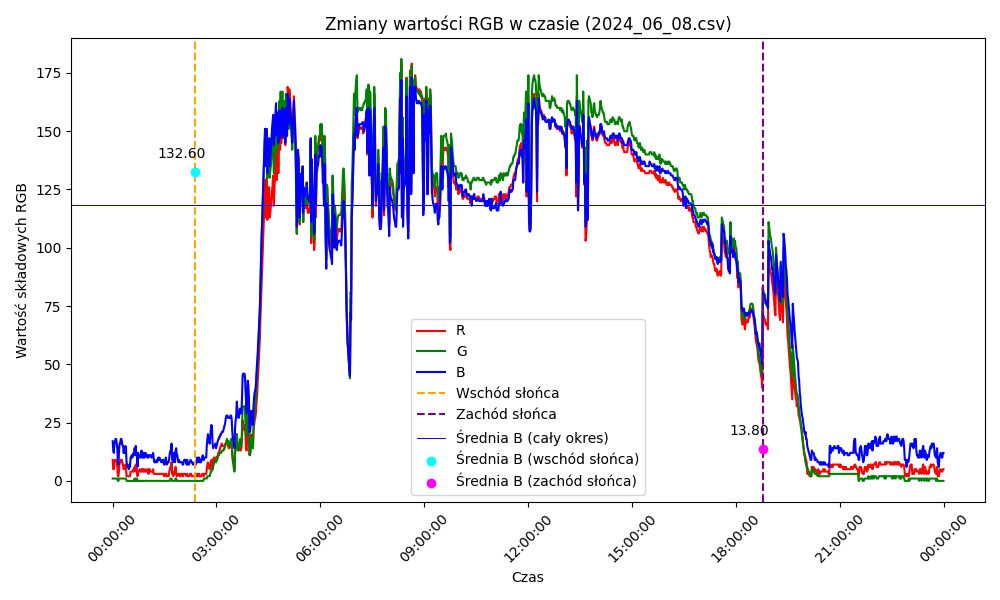 Zmiany wartości RGB w czasie (2024_06_08.csv)
Wartość składowych RGB
175
150
125
100
75
50
25
0
132.60
13.80
R
G
B
Wschód słońca
Zachód słońca
Średnia B (cały okres)
Średnia B (wschód słońca)
Średnia B (zachód słońca)
00:00:00
03:00:00
06:00:00
09:00:00
12:00:00
15:00:00
18:00:00
21:00:00
00:00:00
Czas